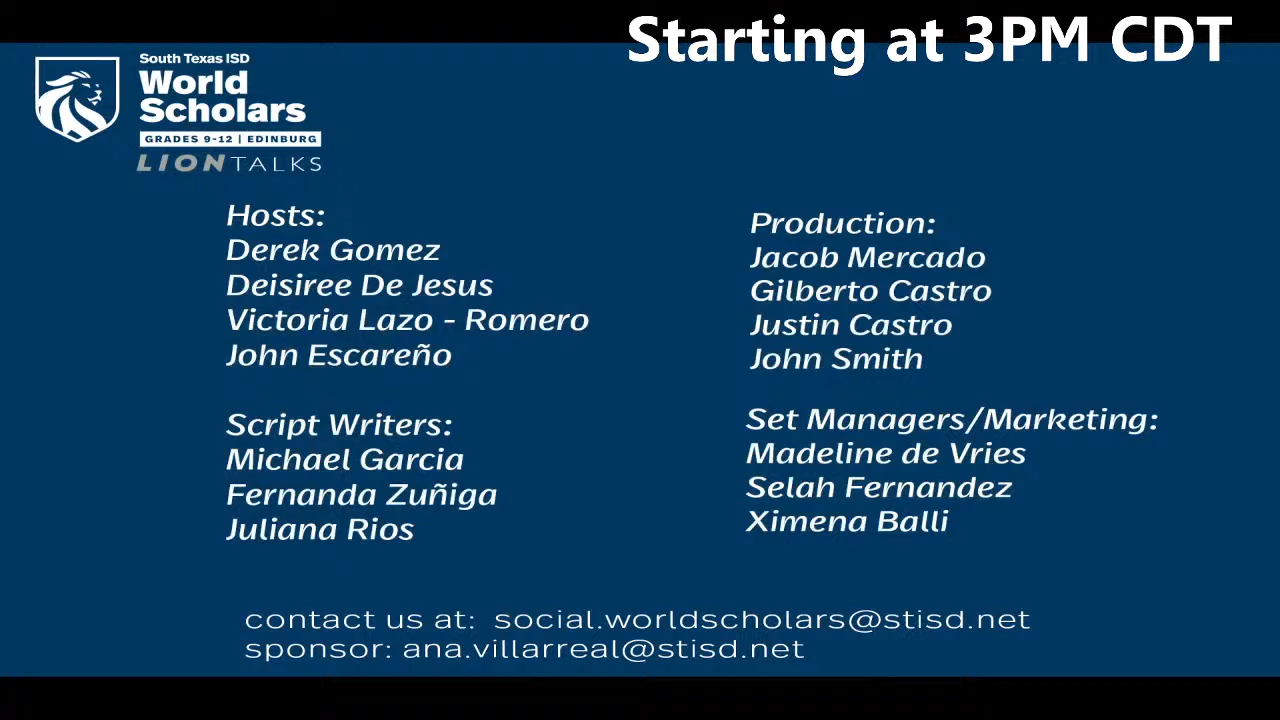 Starting at 3PM CDT
South Texas ISD
World
Scholars
GRADES 9-12 | EDINBURG
LIONTALKS
Hosts:
Derek Gomez
Deisiree De Jesus
Victoria Lazo - Romero
John Escareño
Script Writers:
Michael Garcia
Fernanda Zuñiga
Juliana Rios
Production:
Jacob Mercado
Gilberto Castro
Justin Castro
John Smith
Set Managers/Marketing:
Madeline de Vries
Selah Fernandez
Ximena Balli
contact us at: social.worldscholars@stisd.net
sponsor: ana.villarreal@stisd.net